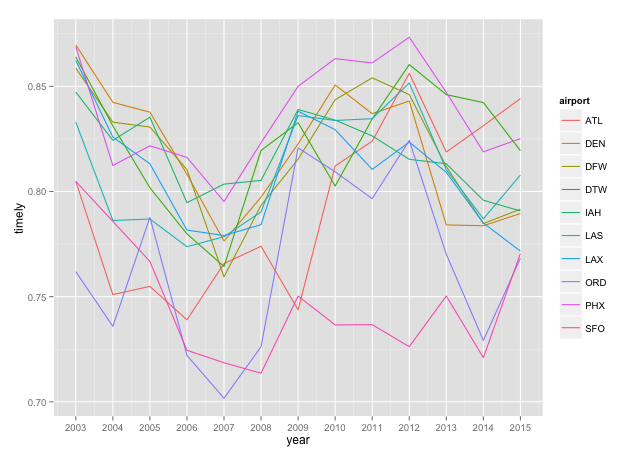 timely
0.85
0.80
0.75
0.70
2003 2004 2005 2006 2007 2008 2009 2010 2011 2012 2013 2014 2015
year
airport
ATL
DEN
DFW
DTW
IAH
LAS
LAX
ORD
PHX
SFO